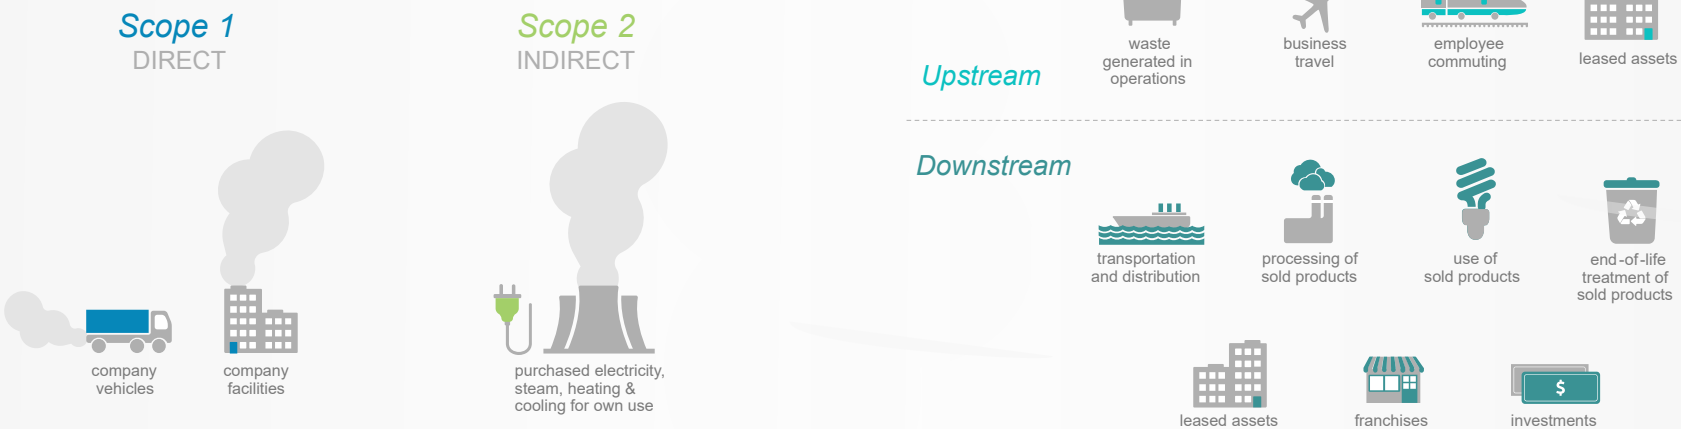 Scope 1
DIRECT
company
vehicles
company
facilities
Scope 2
INDIRECT
purchased electricity,
steam, heating &
cooling for own use
Upstream
waste
generated in
operations
business
travel
employee
commuting
leased assets
Downstream
transportation
and distribution
processing of
sold products
use of
sold products
end-of-life
treatment of
sold products
leased assets
franchises
$
investments